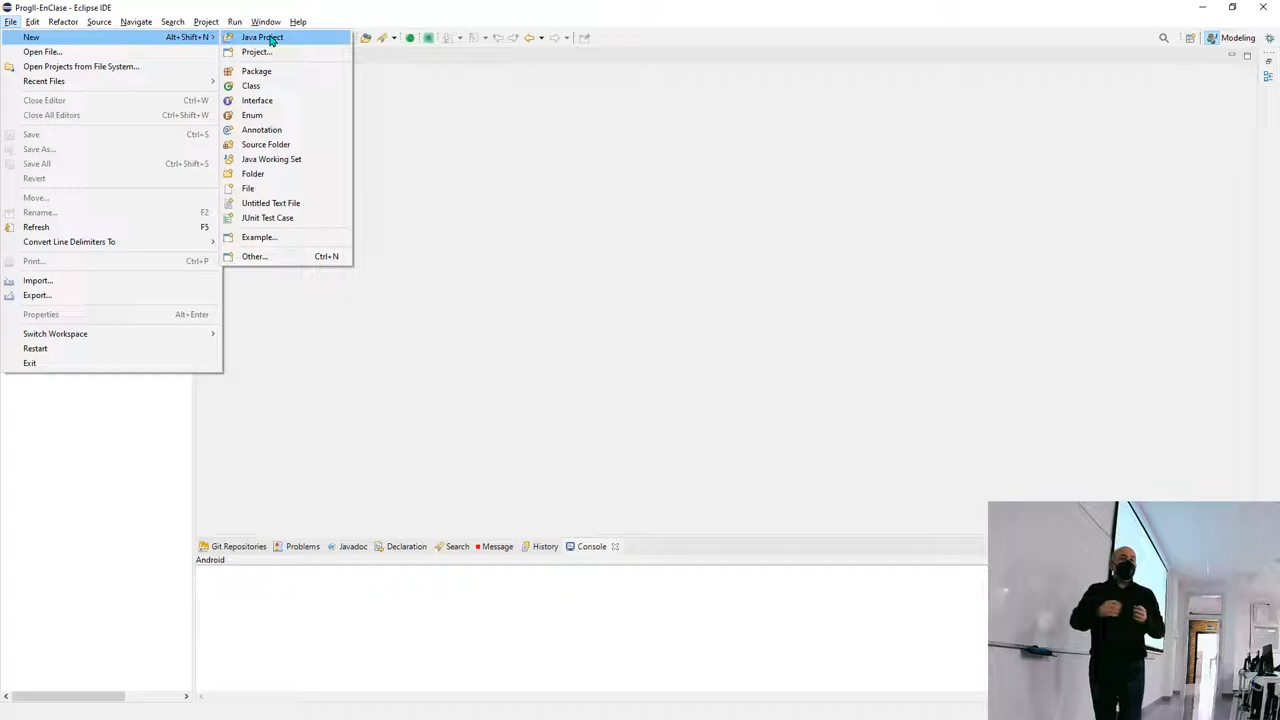 ProgII-EnClase - Eclipse IDE
File Edit Refactor Source Navigate Search Project Run Window Help
New Alt+Shift+N
Open File...
Open Projects from File System...
Recent Files
Close Editor Ctrl+W
Close All Editors Ctrl+Shift+W
Save Ctrl+S
Save As...
Save All Ctrl+Shift+S
Revert
Move...
Rename... F2
Refresh F5
Convert Line Delimiters To
Print... Ctrl+P
Import...
Export...
Properties Alt+Enter
Switch Workspace
Restart
Exit
Java Project
Project...
Package
Class
Interface
Enum
Annotation
Source Folder
Java Working Set
Folder
File
Untitled Text File
JUnit Test Case
Example...
Other... Ctrl+N
Modeling
Git Repositories Problems Javadoc Declaration Search Message History Console
Android